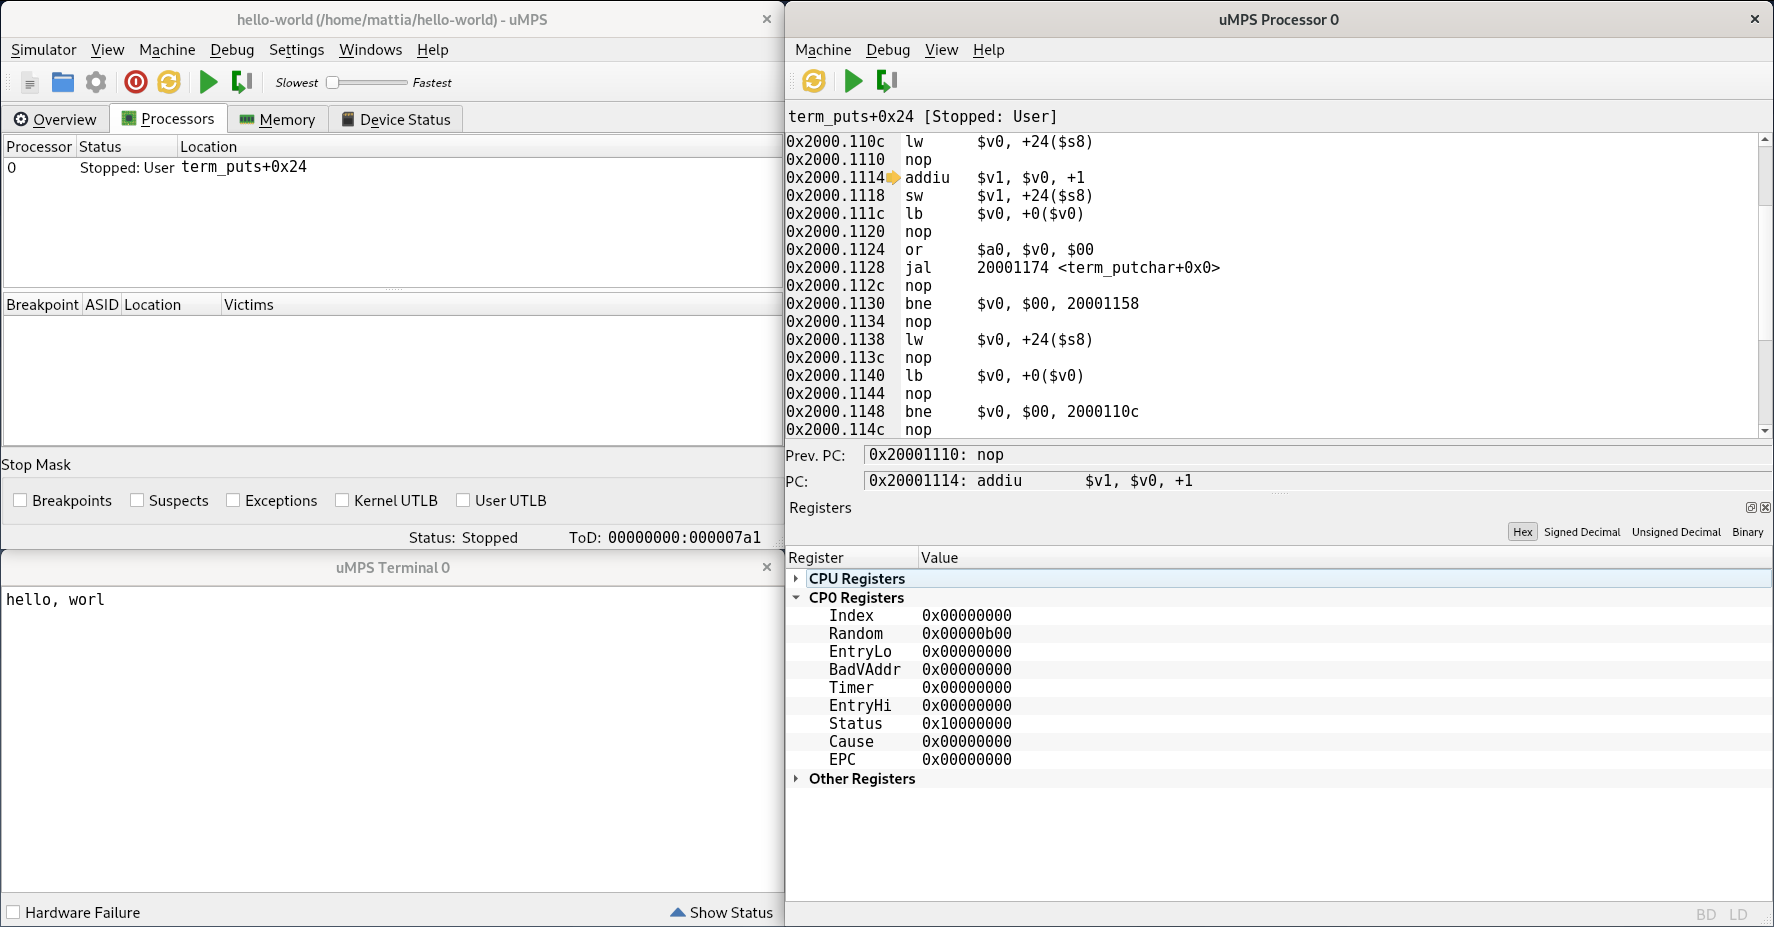 hello-world (/home/mattia/hello-world) - uMPS
Simulator View Machine Debug Settings Windows Help
Slowest Fastest
Overview Processors Memory Device Status
Processor Status Location
0 Stopped: User term_puts+0x24
Breakpoint ASID Location Victims
Stop Mask
Breakpoints Suspects Exceptions Kernel UTLB User UTLB
Status: Stopped ToD: 00000000:000007a1
uMPS Terminal 0
hello, worl
Hardware Failure Show Status
uMPS Processor 0
Machine Debug View Help
term_puts+0x24 [Stopped: User]
0x2000.110c lw $v0, +24($s8)
0x2000.1110 nop
0x2000.1114 addiu $v1, $v0, +1
0x2000.1118 sw $v1, +24($s8)
0x2000.111c lb $v0, +0($v0)
0x2000.1120 nop
0x2000.1124 or $a0, $v0, $00
0x2000.1128 jal 20001174 <term_putchar+0x0>
0x2000.112c nop
0x2000.1130 bne $v0, $00, 20001158
0x2000.1134 nop
0x2000.1138 lw $v0, +24($s8)
0x2000.113c nop
0x2000.1140 lb $v0, +0($v0)
0x2000.1144 nop
0x2000.1148 bne $v0, $00, 2000110c
0x2000.114c nop
Prev. PC: 0x20001110: nop
PC: 0x20001114: addiu $v1, $v0, +1
Registers
Hex Signed Decimal Unsigned Decimal Binary
Register Value
CPU Registers
CP0 Registers
Index 0x00000000
Random 0x00000b00
EntryLo 0x00000000
BadVAddr 0x00000000
Timer 0x00000000
EntryHi 0x00000000
Status 0x10000000
Cause 0x00000000
EPC 0x00000000
Other Registers
BD LD